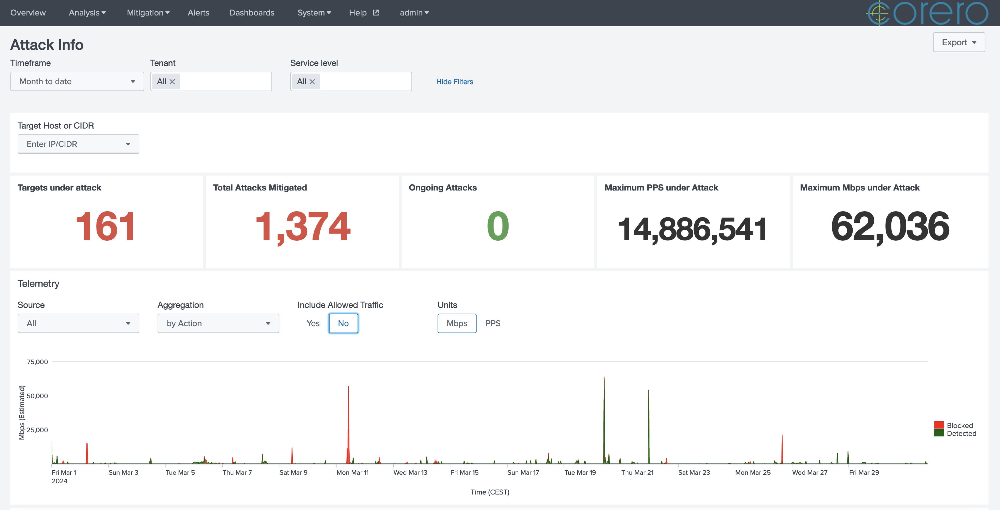 Overview Analysis Mitigation Alerts Dashboards System Help admin corero
Attack Info
Export
Timeframe Tenant Service level
Month to date All All Hide Filters
Target Host or CIDR
Enter IP/CIDR
Targets under attack Total Attacks Mitigated Ongoing Attacks Maximum PPS under Attack Maximum Mbps under Attack
161 1,374 0 14,886,541 62,036
Telemetry
Source Aggregation Include Allowed Traffic Units
All by Action Yes No Mbps PPS
75,000
50,000
25,000
Mbps (Estimated)
Blocked
Detected
Fri Mar 1 Sun Mar 3 Tue Mar 5 Thu Mar 7 Sat Mar 9 Mon Mar 11 Wed Mar 13 Fri Mar 15 Sun Mar 17 Tue Mar 19 Thu Mar 21 Sat Mar 23 Mon Mar 25 Wed Mar 27 Fri Mar 29
2024
Time (CEST)